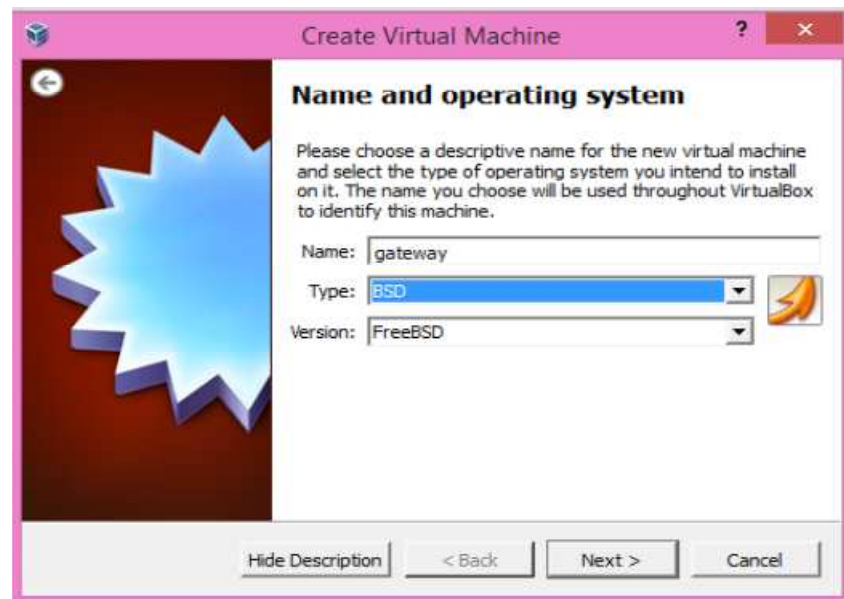 Create Virtual Machine
?
×
Name and operating system
Please choose a descriptive name for the new virtual machine
and select the type of operating system you intend to install
on it. The name you choose will be used throughout VirtualBox
to identify this machine.
Name: gateway
Type: BSD
Version: FreeBSD
Hide Description < Back Next > Cancel